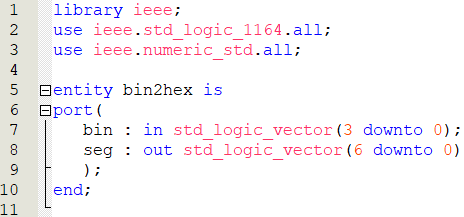 1 library ieee;
2 use ieee.std_logic_1164.all;
3 use ieee.numeric_std.all;
4
5 entity bin2hex is
6 port(
7 bin : in std_logic_vector(3 downto 0);
8 seg : out std_logic_vector(6 downto 0)
9 );
10 end;
11